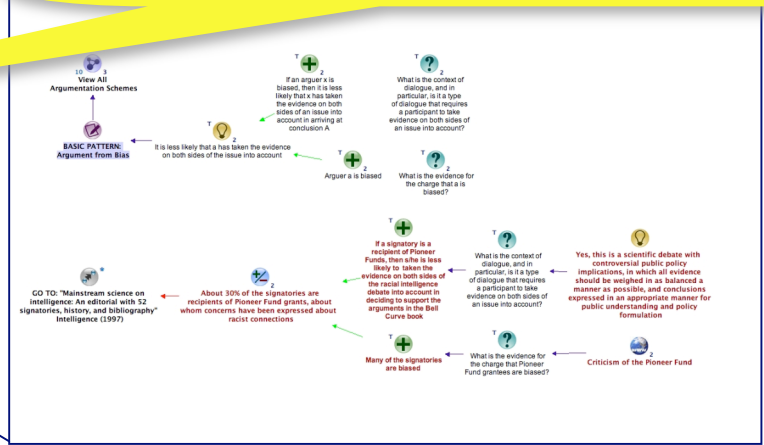 T
2
If an arguer x is
biased, then it is less
likely that x has taken
the evidence on both
sides of an issue into
account in arriving at
conclusion A
T
2
What is the context of
dialogue, and in
particular, is it a type
of dialogue that requires
a participant to take
evidence on both sides of
an issue into account?
10 3
View All
Argumentation Schemes
BASIC PATTERN:
Argument from Bias
T
2
It is less likely that a has taken the evidence
on both sides of the issue into account
T
2
Arguer a is biased
T
2
What is the evidence for
the charge that a is
biased?
T
If a signatory is a
recipient of Pioneer
Funds, then s/he is less
likely to taken the
evidence on both sides of
the racial intelligence
debate into account in
deciding to support the
arguments in the Bell
Curve book
T
What is the context of
dialogue, and in
particular, is it a type
of dialogue that requires
a participant to take
evidence on both sides of
an issue into account?
Yes, this is a scientific debate with
controversial public policy
implications, in which all evidence
should be weighed in as balanced a
manner as possible, and conclusions
expressed in an appropriate manner for
public understanding and policy
formulation
*
GO TO: "Mainstream science on
intelligence: An editorial with 52
signatories, history, and bibliography"
Intelligence (1997)
2
About 30% of the signatories are
recipients of Pioneer Fund grants, about
whom concerns have been expressed about
racist connections
T
Many of the signatories
are biased
T
What is the evidence for
the charge that Pioneer
Fund grantees are biased?
2
Criticism of the Pioneer Fund